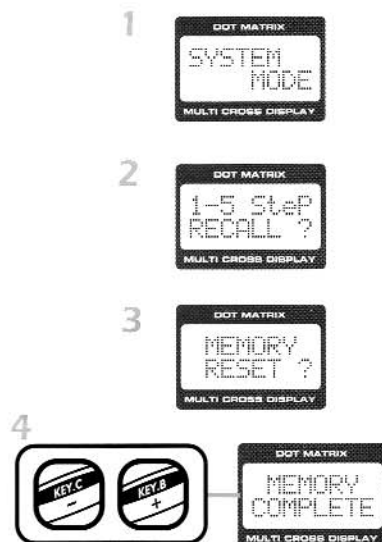 1
DOT MATRIX
SYSTEM
MODE
MULTI CROSS DISPLAY
2
DOT MATRIX
1-5 SteP
RECALL ?
MULTI CROSS DISPLAY
3
DOT MATRIX
MEMORY
RESET ?
MULTI CROSS DISPLAY
4
KEY.C
-
KEY.B
+
DOT MATRIX
MEMORY
COMPLETE
MULTI CROSS DISPLAY